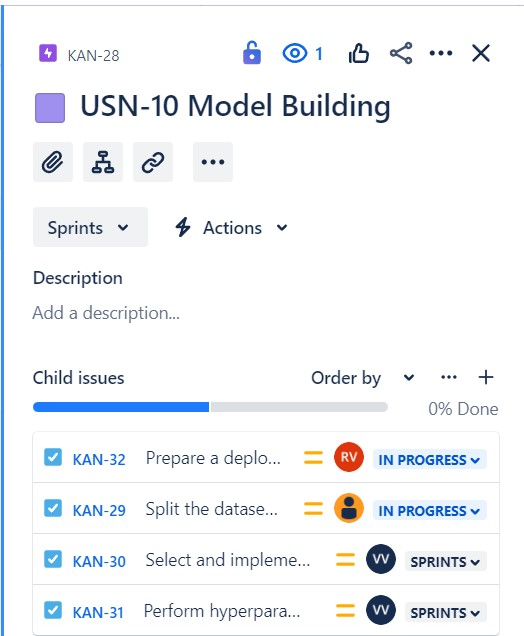 KAN-28
1
USN-10 Model Building
Sprints
Actions
Description
Add a description...
Child issues
Order by
0% Done
KAN-32 Prepare a deplo... RV IN PROGRESS
KAN-29 Split the datase... IN PROGRESS
KAN-30 Select and impleme... VV SPRINTS
KAN-31 Perform hyperpara... VV SPRINTS